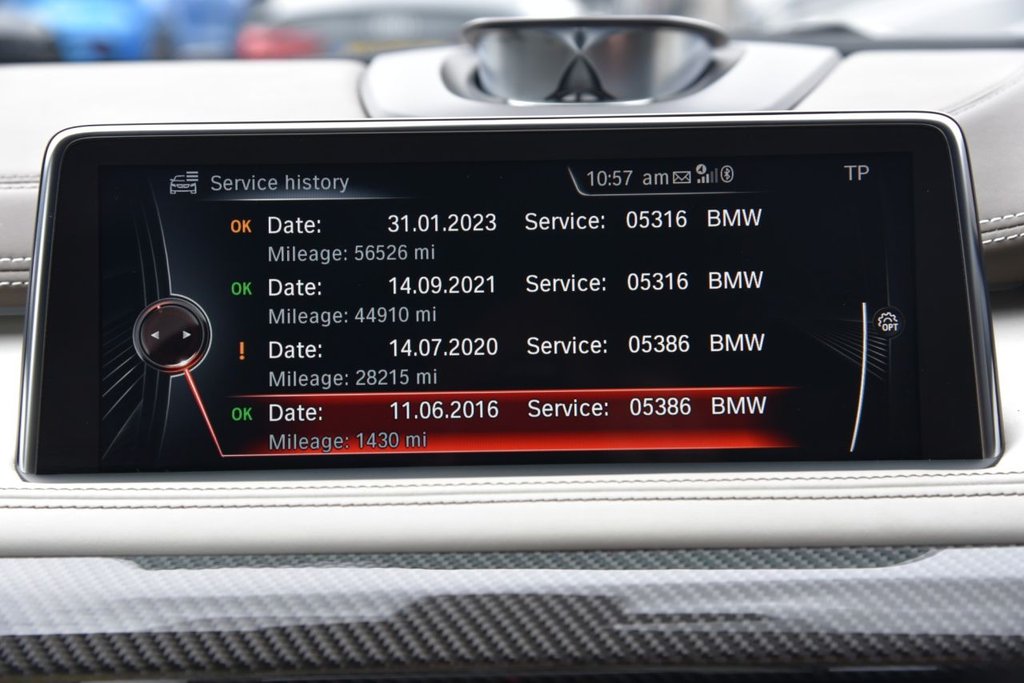 Service history
10:57 am
TP
OK Date: 31.01.2023 Service: 05316 BMW
Mileage: 56526 mi
OK Date: 14.09.2021 Service: 05316 BMW
Mileage: 44910 mi
! Date: 14.07.2020 Service: 05386 BMW
Mileage: 28215 mi
OPT
OK Date: 11.06.2016 Service: 05386 BMW
Mileage: 1430 mi